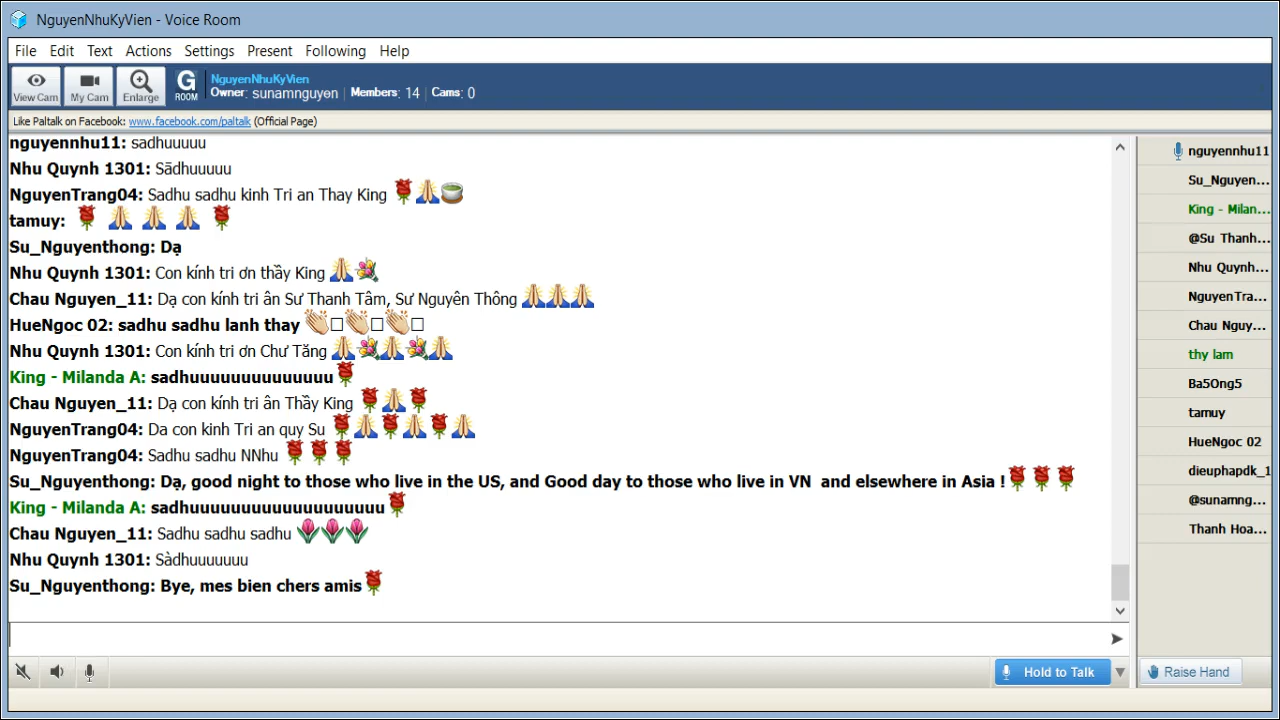 NguyenNhuKyVien - Voice Room
File Edit Text Actions Settings Present Following Help
View Cam My Cam Enlarge G ROOM NguyenNhuKyVien
Owner: sunamnguyen Members: 14 Cams: 0
Like Paltalk on Facebook: www.facebook.com/paltalk (Official Page)
nguyennhu11: sadhuuuuu
Nhu Quynh 1301: Sādhuuuuu
NguyenTrang04: Sadhu sadhu kinh Tri an Thay King 🌹🙏🍵
tamuy: 🌹 🙏 🙏 🙏 🌹
Su_Nguyenthong: Dạ
Nhu Quynh 1301: Con kính tri ơn thầy King 🙏💐
Chau Nguyen_11: Dạ con kính tri ân Sư Thanh Tâm, Sư Nguyên Thông 🙏🙏🙏
HueNgoc 02: sadhu sadhu lanh thay 👏□👏□👏□
Nhu Quynh 1301: Con kính tri ơn Chư Tăng 🙏💐🙏💐🙏
King - Milanda A: sadhuuuuuuuuuuuuuu🌹
Chau Nguyen_11: Dạ con kính tri ân Thầy King 🌹🙏🌹
NguyenTrang04: Da con kinh Tri an quy Su 🌹🙏🌹🙏🌹🙏
NguyenTrang04: Sadhu sadhu NNhu 🌹🌹🌹
Su_Nguyenthong: Dạ, good night to those who live in the US, and Good day to those who live in VN  and elsewhere in Asia !🌹🌹🌹
King - Milanda A: sadhuuuuuuuuuuuuuuuuuuu🌹
Chau Nguyen_11: Sadhu sadhu sadhu 🌷🌷🌷
Nhu Quynh 1301: Sàdhuuuuuuu
Su_Nguyenthong: Bye, mes bien chers amis🌹
nguyennhu11
Su_Nguyen...
King - Milan...
@Su Thanh...
Nhu Quynh...
NguyenTra...
Chau Nguy...
thy lam
Ba5Ong5
tamuy
HueNgoc 02
dieuphapdk_1
@sunamng...
Thanh Hoa...
Hold to Talk Raise Hand